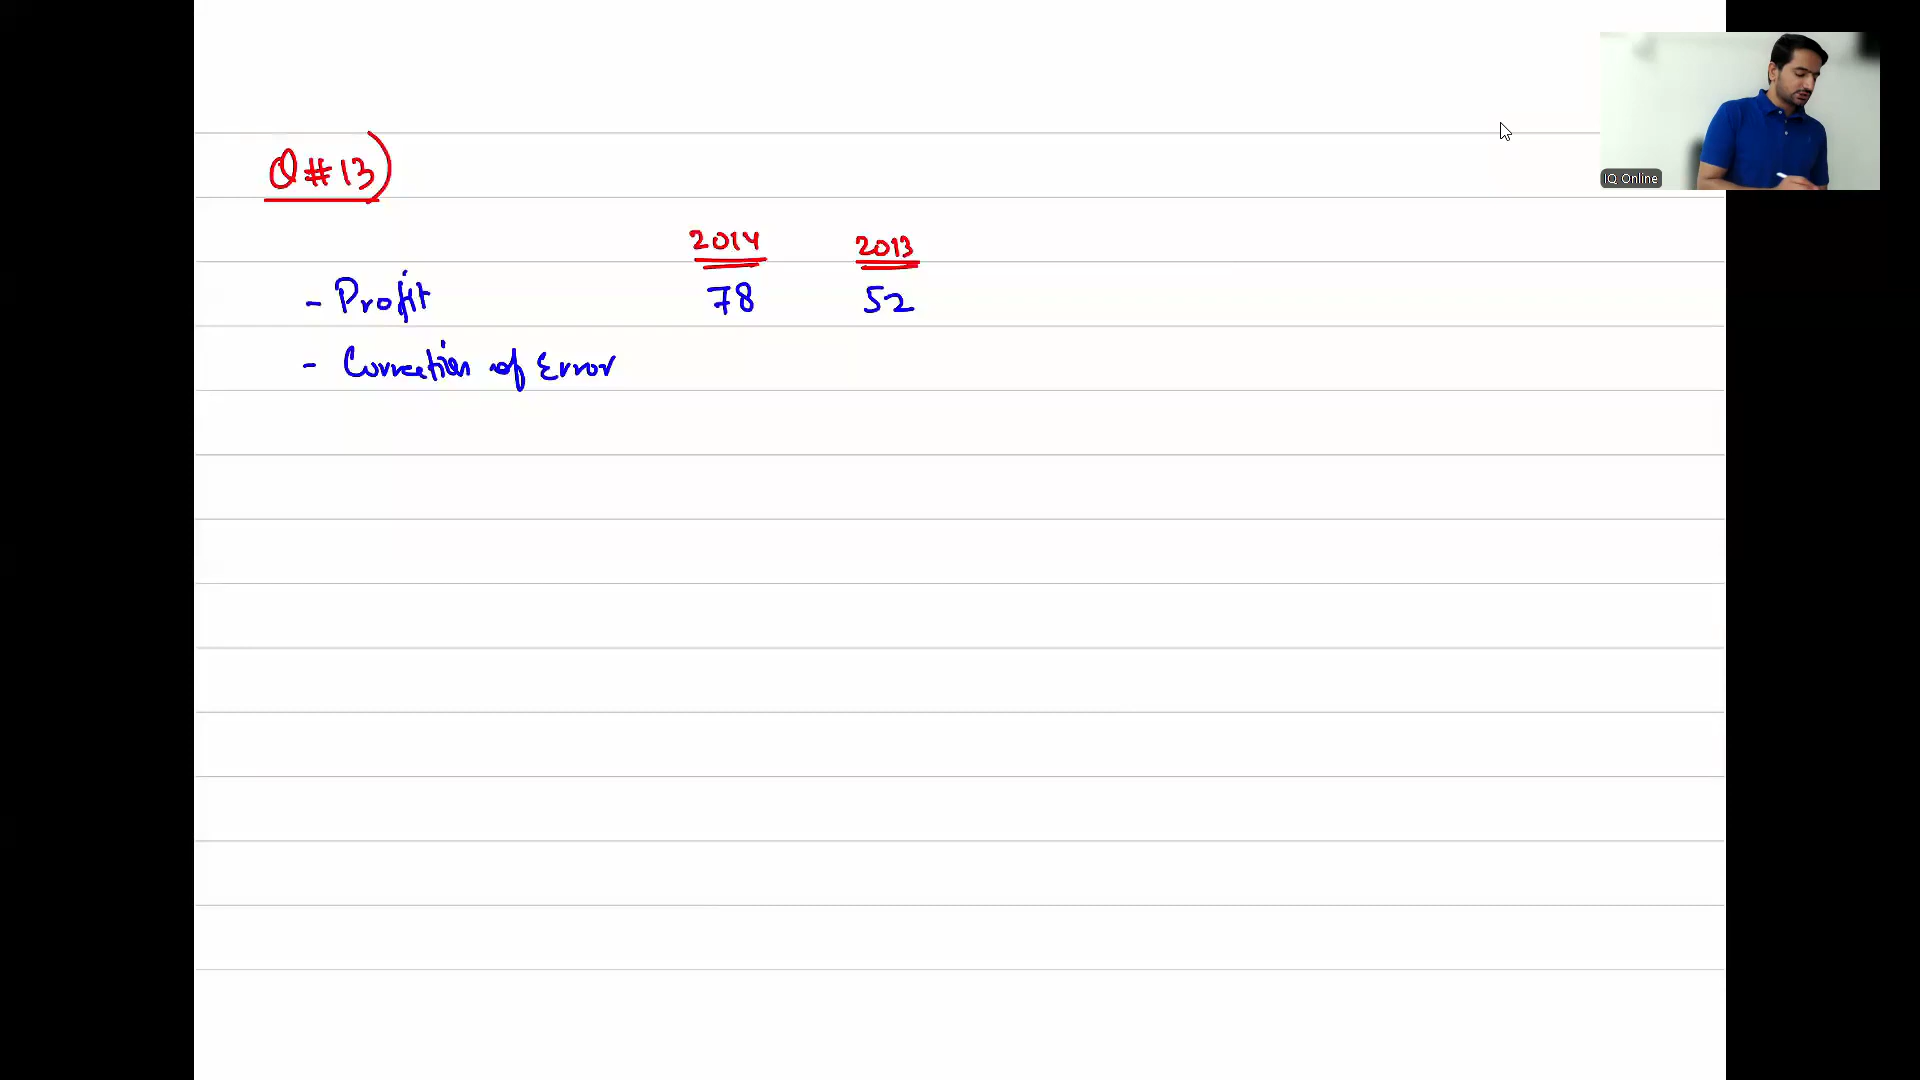 IQ Online
Q#13)
2014 2013
- Profit 78 52
- Correction of Error